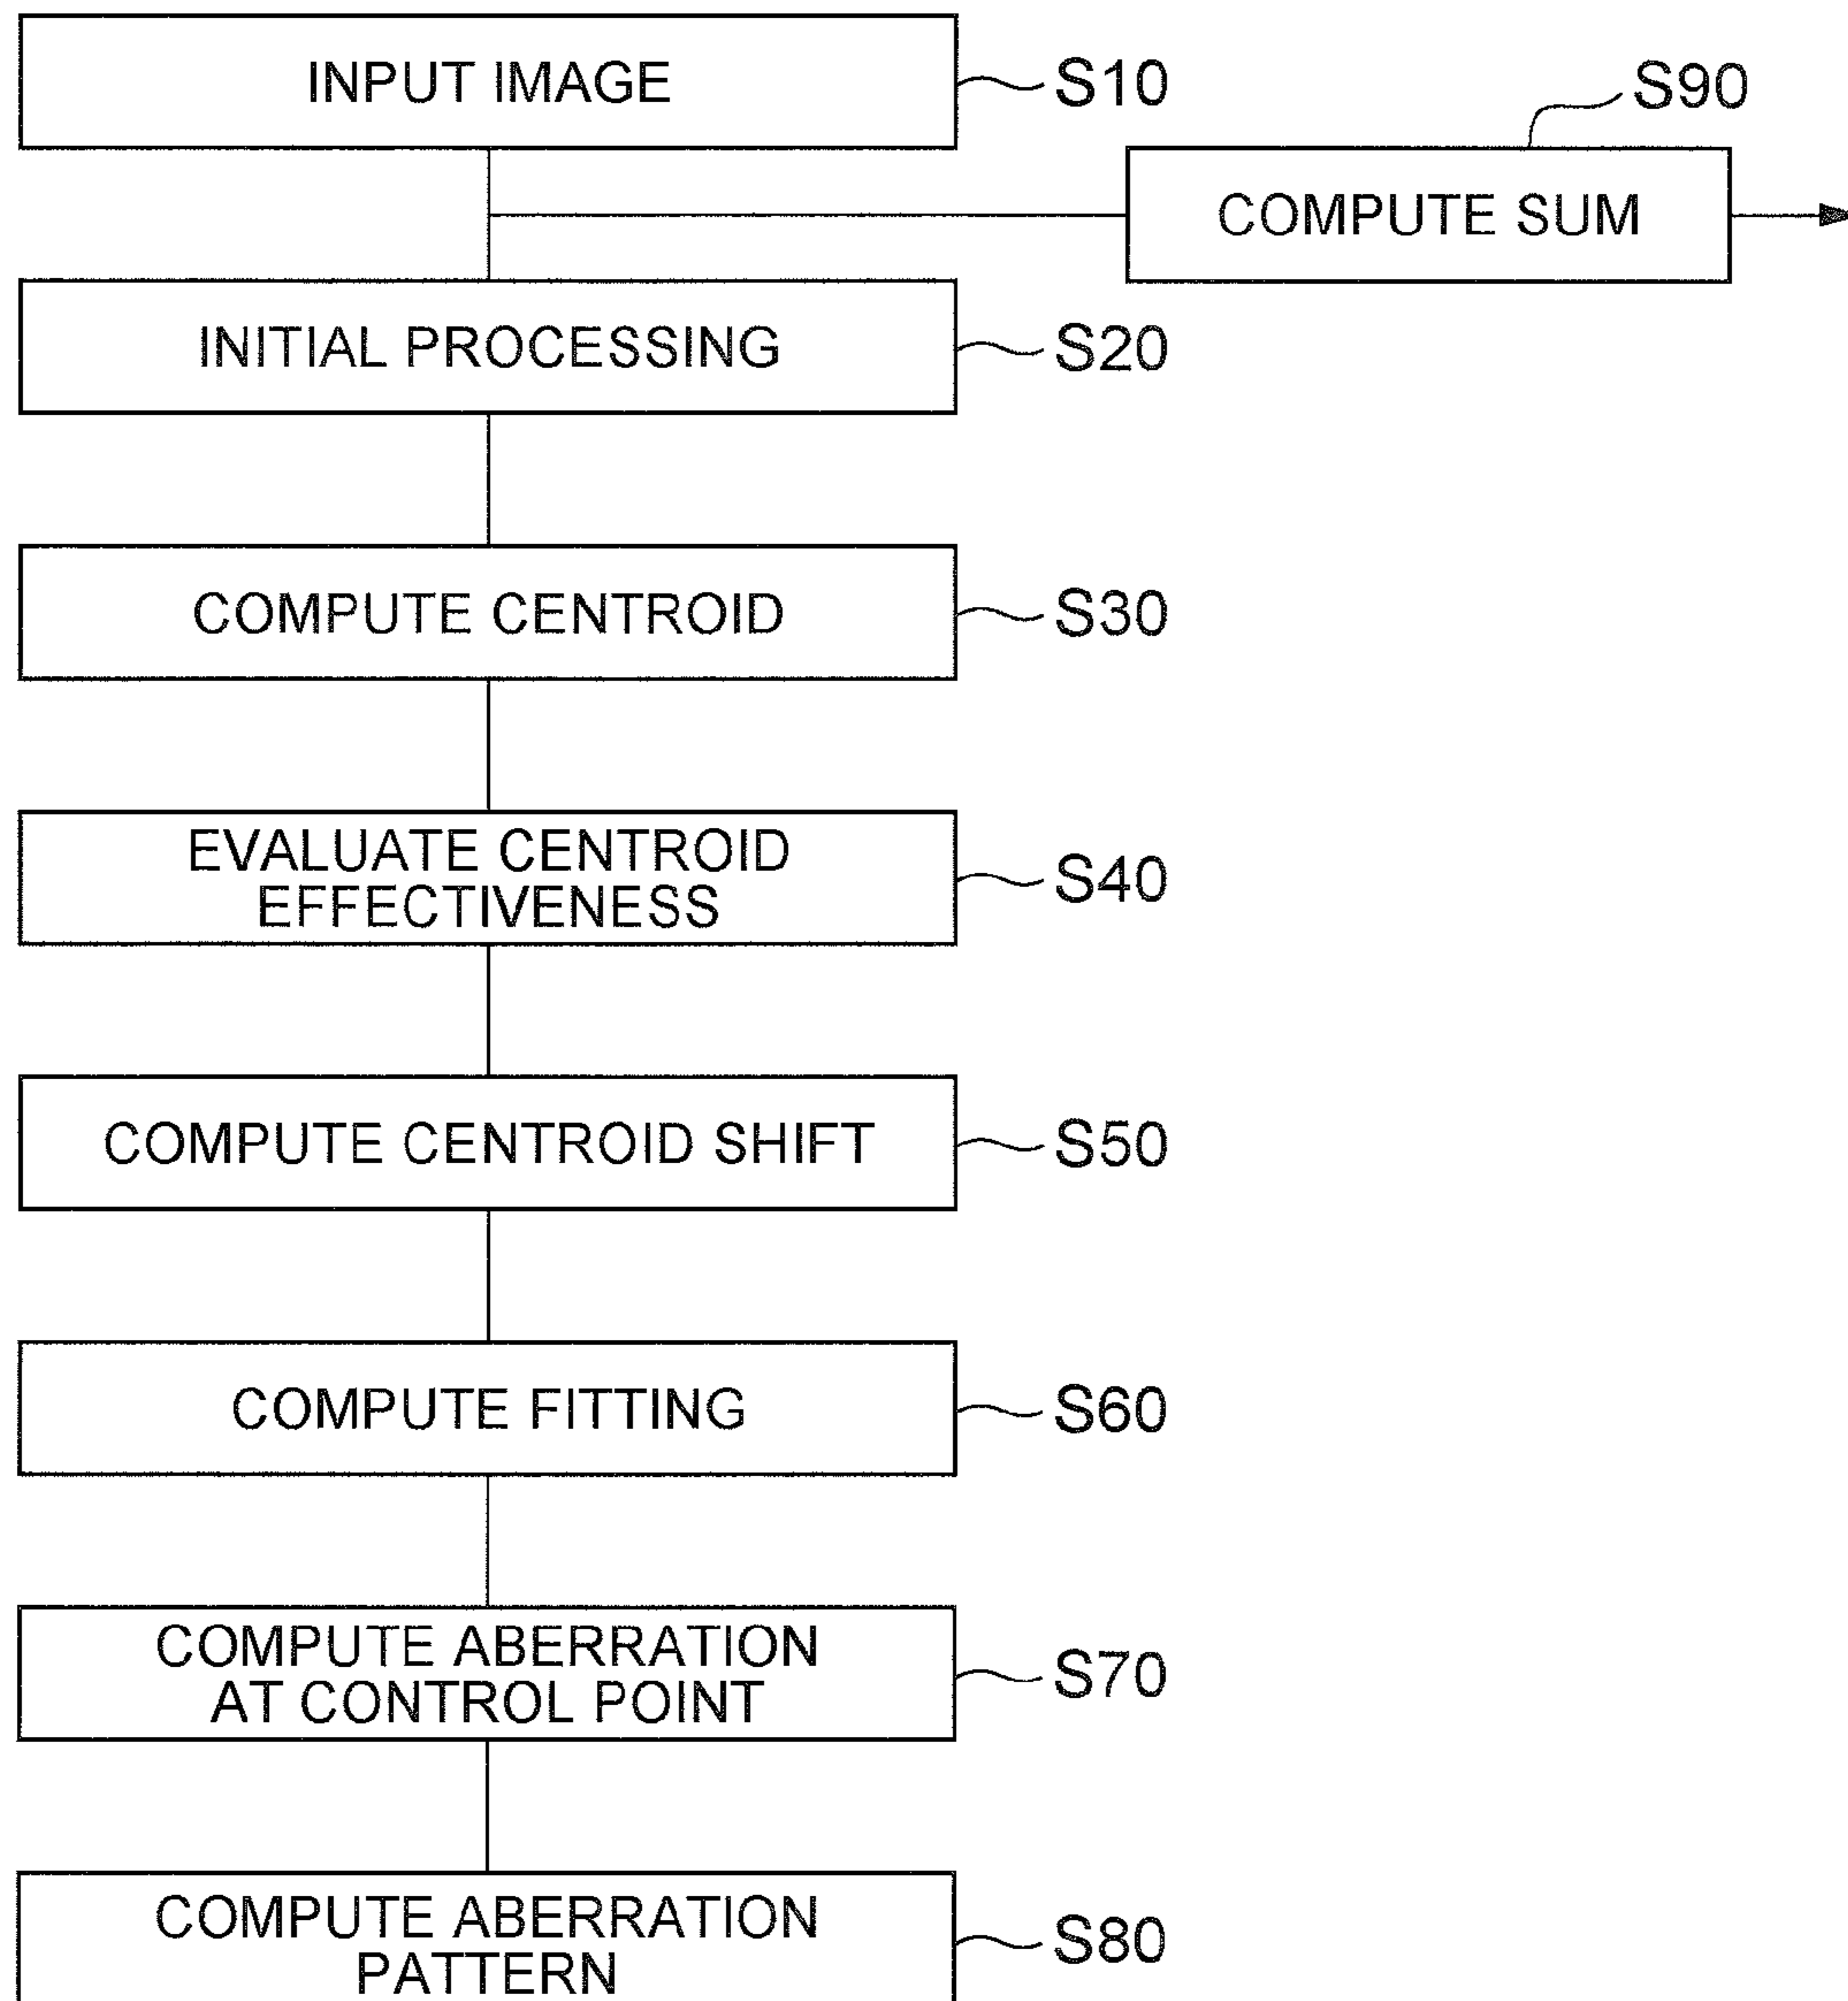 INPUT IMAGE
S10
S90
COMPUTE SUM
INITIAL PROCESSING
S20
COMPUTE CENTROID
S30
EVALUATE CENTROID
EFFECTIVENESS
S40
COMPUTE CENTROID SHIFT
S50
COMPUTE FITTING
S60
COMPUTE ABERRATION
AT CONTROL POINT
S70
COMPUTE ABERRATION
PATTERN
S80